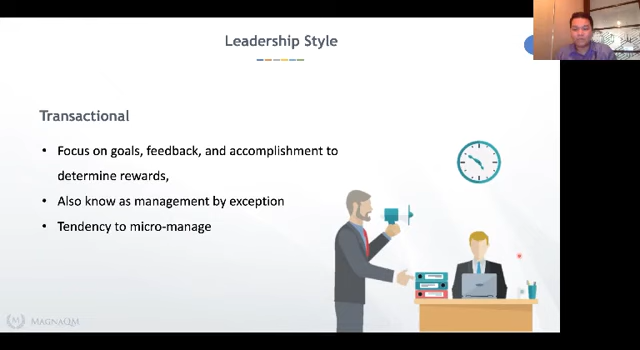 Leadership Style
Transactional
• Focus on goals, feedback, and accomplishment to
determine rewards,
• Also know as management by exception
• Tendency to micro-manage
MAGNAQM